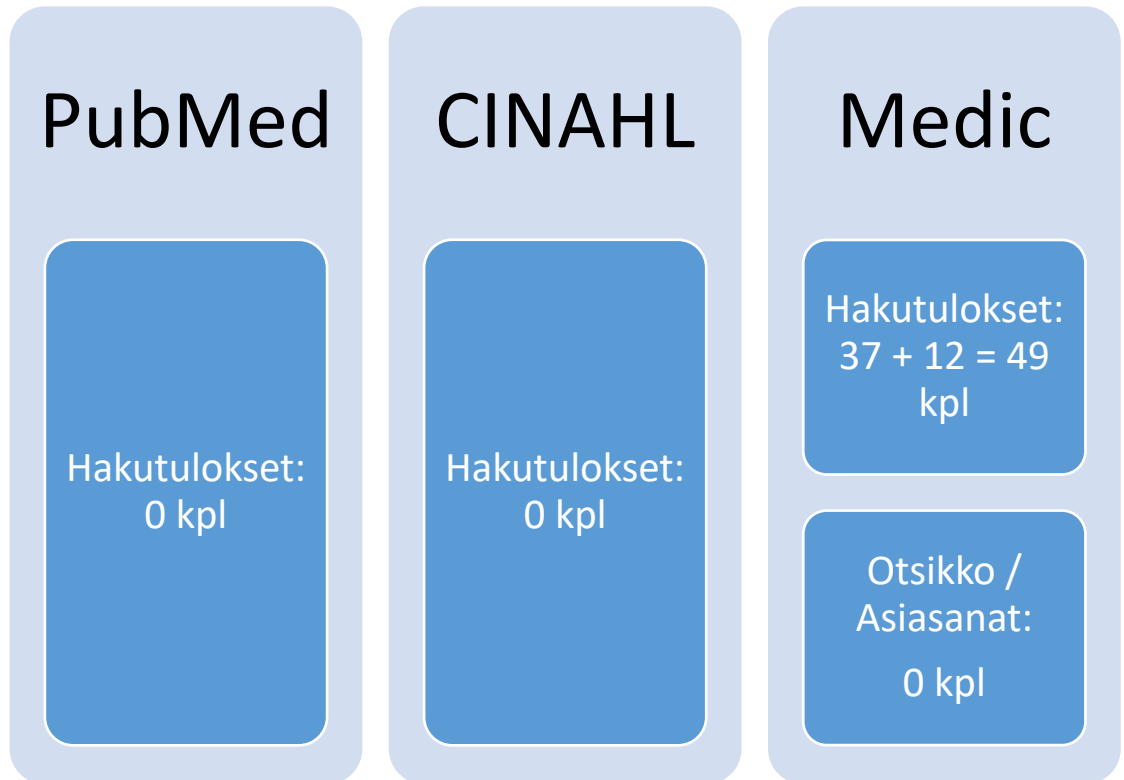 PubMed
Hakutulokset:
0 kpl
CINAHL
Hakutulokset:
0 kpl
Medic
Hakutulokset:
37 + 12 = 49
kpl
Otsikko /
Asiasanat:
0 kpl